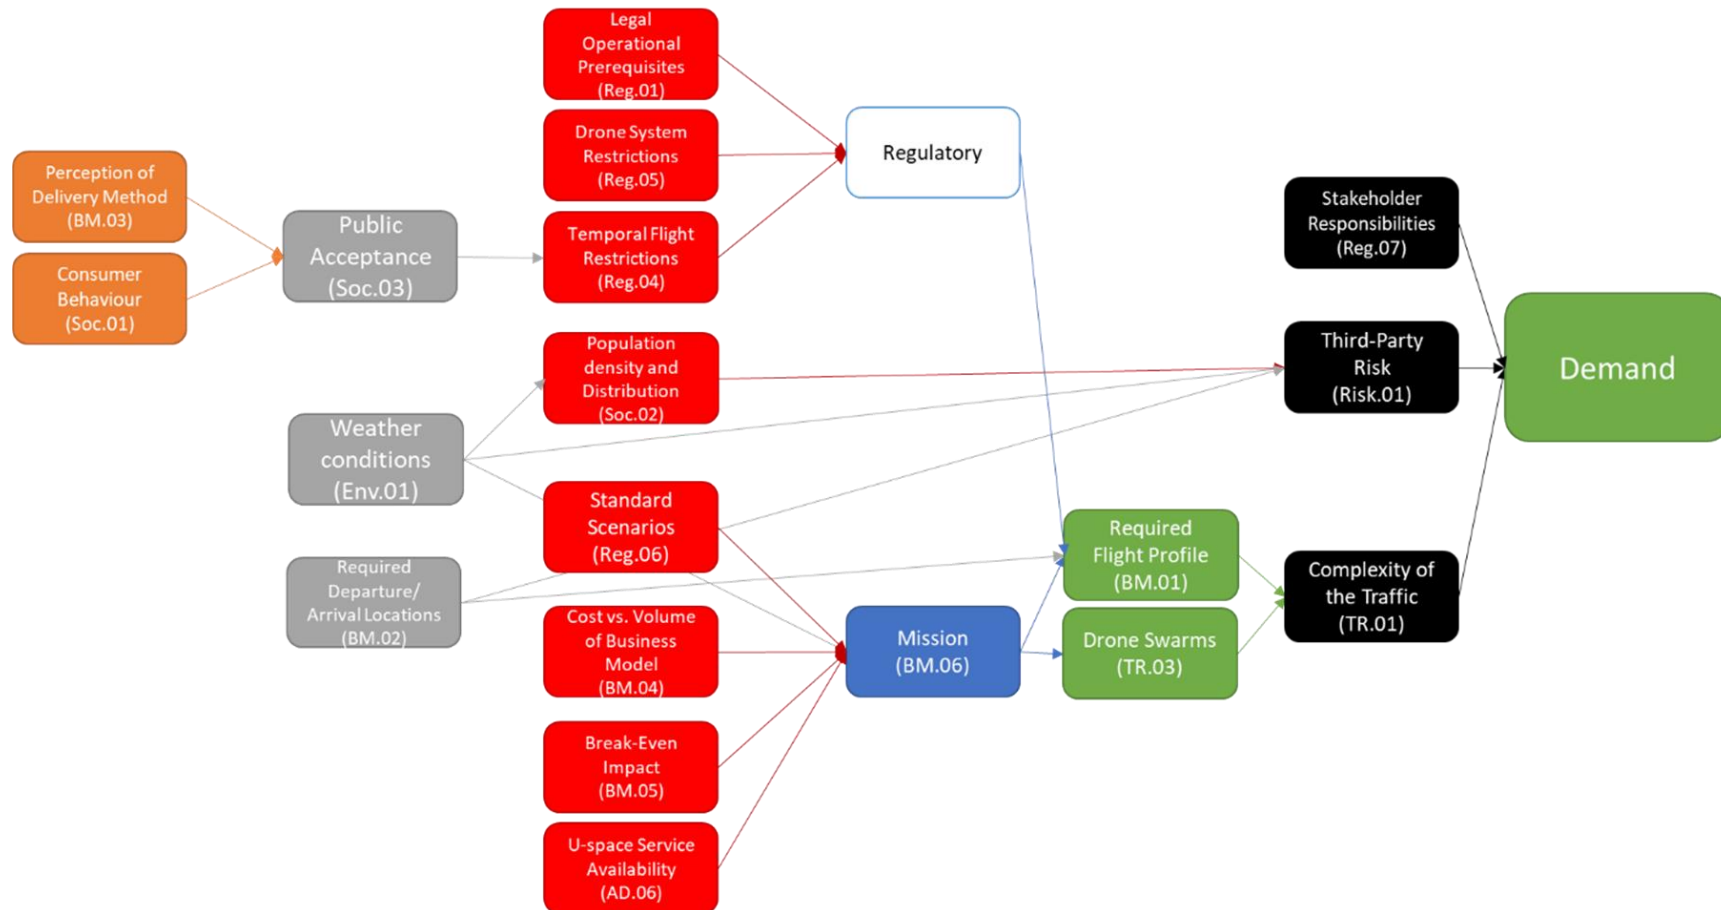 Perception of
Delivery Method
(BM.03)
Consumer
Behaviour
(Soc.01)
Public
Acceptance
(Soc.03)
Weather
conditions
(Env.01)
Required
Departure/
Arrival Locations
(BM.02)
Legal
Operational
Prerequisites
(Reg.01)
Drone System
Restrictions
(Reg.05)
Temporal Flight
Restrictions
(Reg.04)
Population
density and
Distribution
(Soc.02)
Standard
Scenarios
(Reg.06)
Cost vs. Volume
of Business
Model
(BM.04)
Break-Even
Impact
(BM.05)
U-space Service
Availability
(AD.06)
Regulatory
Mission
(BM.06)
Required
Flight Profile
(BM.01)
Drone Swarms
(TR.03)
Stakeholder
Responsibilities
(Reg.07)
Third-Party
Risk
(Risk.01)
Complexity of
the Traffic
(TR.01)
Demand